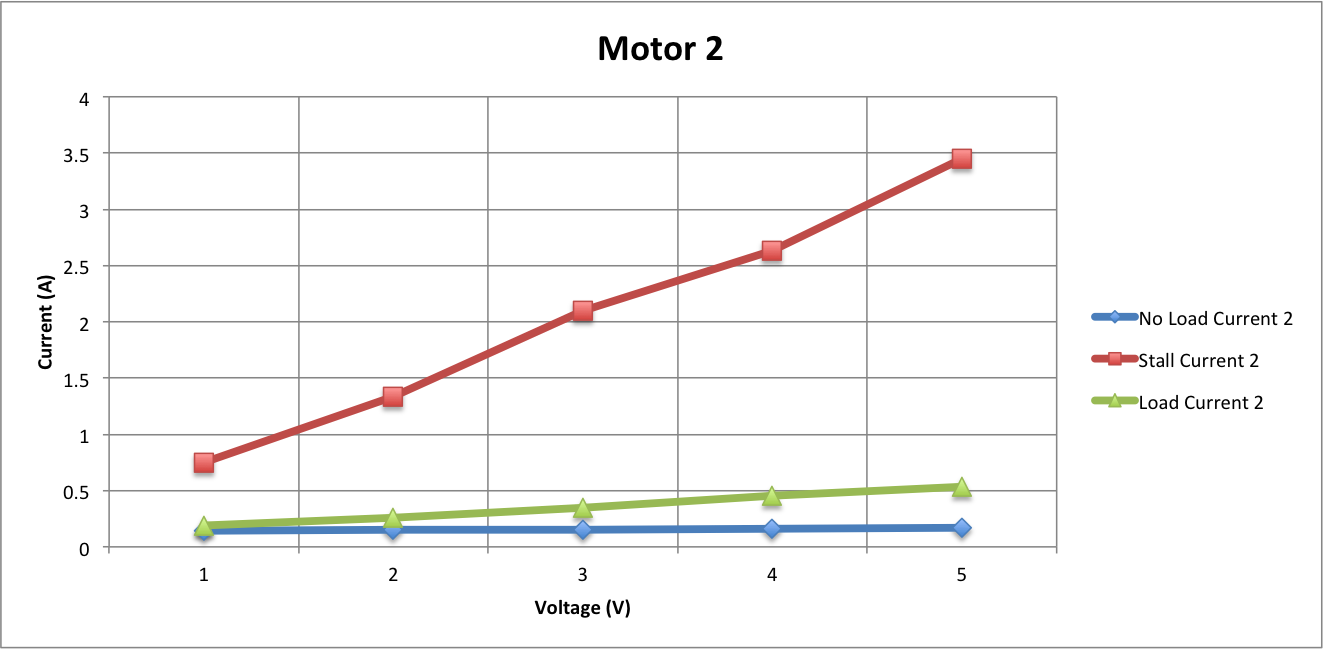 Motor 2
4
3.5
3
2.5
2
1.5
1
0.5
0
Current (A)
1 2 3 4 5
Voltage (V)
No Load Current 2
Stall Current 2
Load Current 2